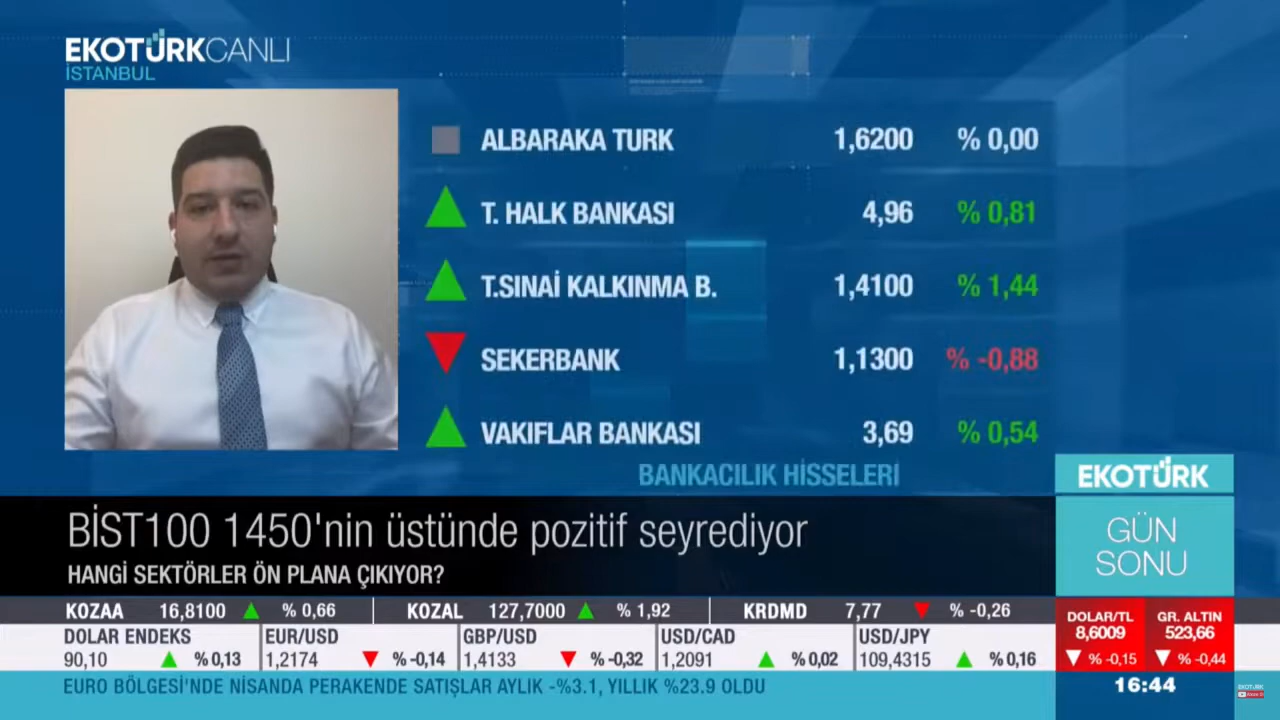 EKOTÜRK CANLI
İSTANBUL
ALBARAKA TURK 1,6200 % 0,00
T. HALK BANKASI 4,96 % 0,81
T.SINAİ KALKINMA B. 1,4100 % 1,44
SEKERBANK 1,1300 % -0,88
VAKIFLAR BANKASI 3,69 % 0,54
BANKACILIK HİSSELERİ
EKOTÜRK
GÜN
SONU
BİST100 1450'nin üstünde pozitif seyrediyor
HANGİ SEKTÖRLER ÖN PLANA ÇIKIYOR?
KOZAA 16,8100 % 0,66 KOZAL 127,7000 % 1,92 KRDMD 7,77 % -0,26
DOLAR ENDEKS EUR/USD GBP/USD USD/CAD USD/JPY
90,10 % 0,13 1,2174 % -0,14 1,4133 % -0,32 1,2091 % 0,02 109,4315 % 0,16
DOLAR/TL GR. ALTIN
8,6009 523,66
% -0,15 % -0,44
EURO BÖLGESİ'NDE NİSANDA PERAKENDE SATIŞLAR AYLIK -%3.1, YILLIK %23.9 OLDU
16:44
EKOTÜRK